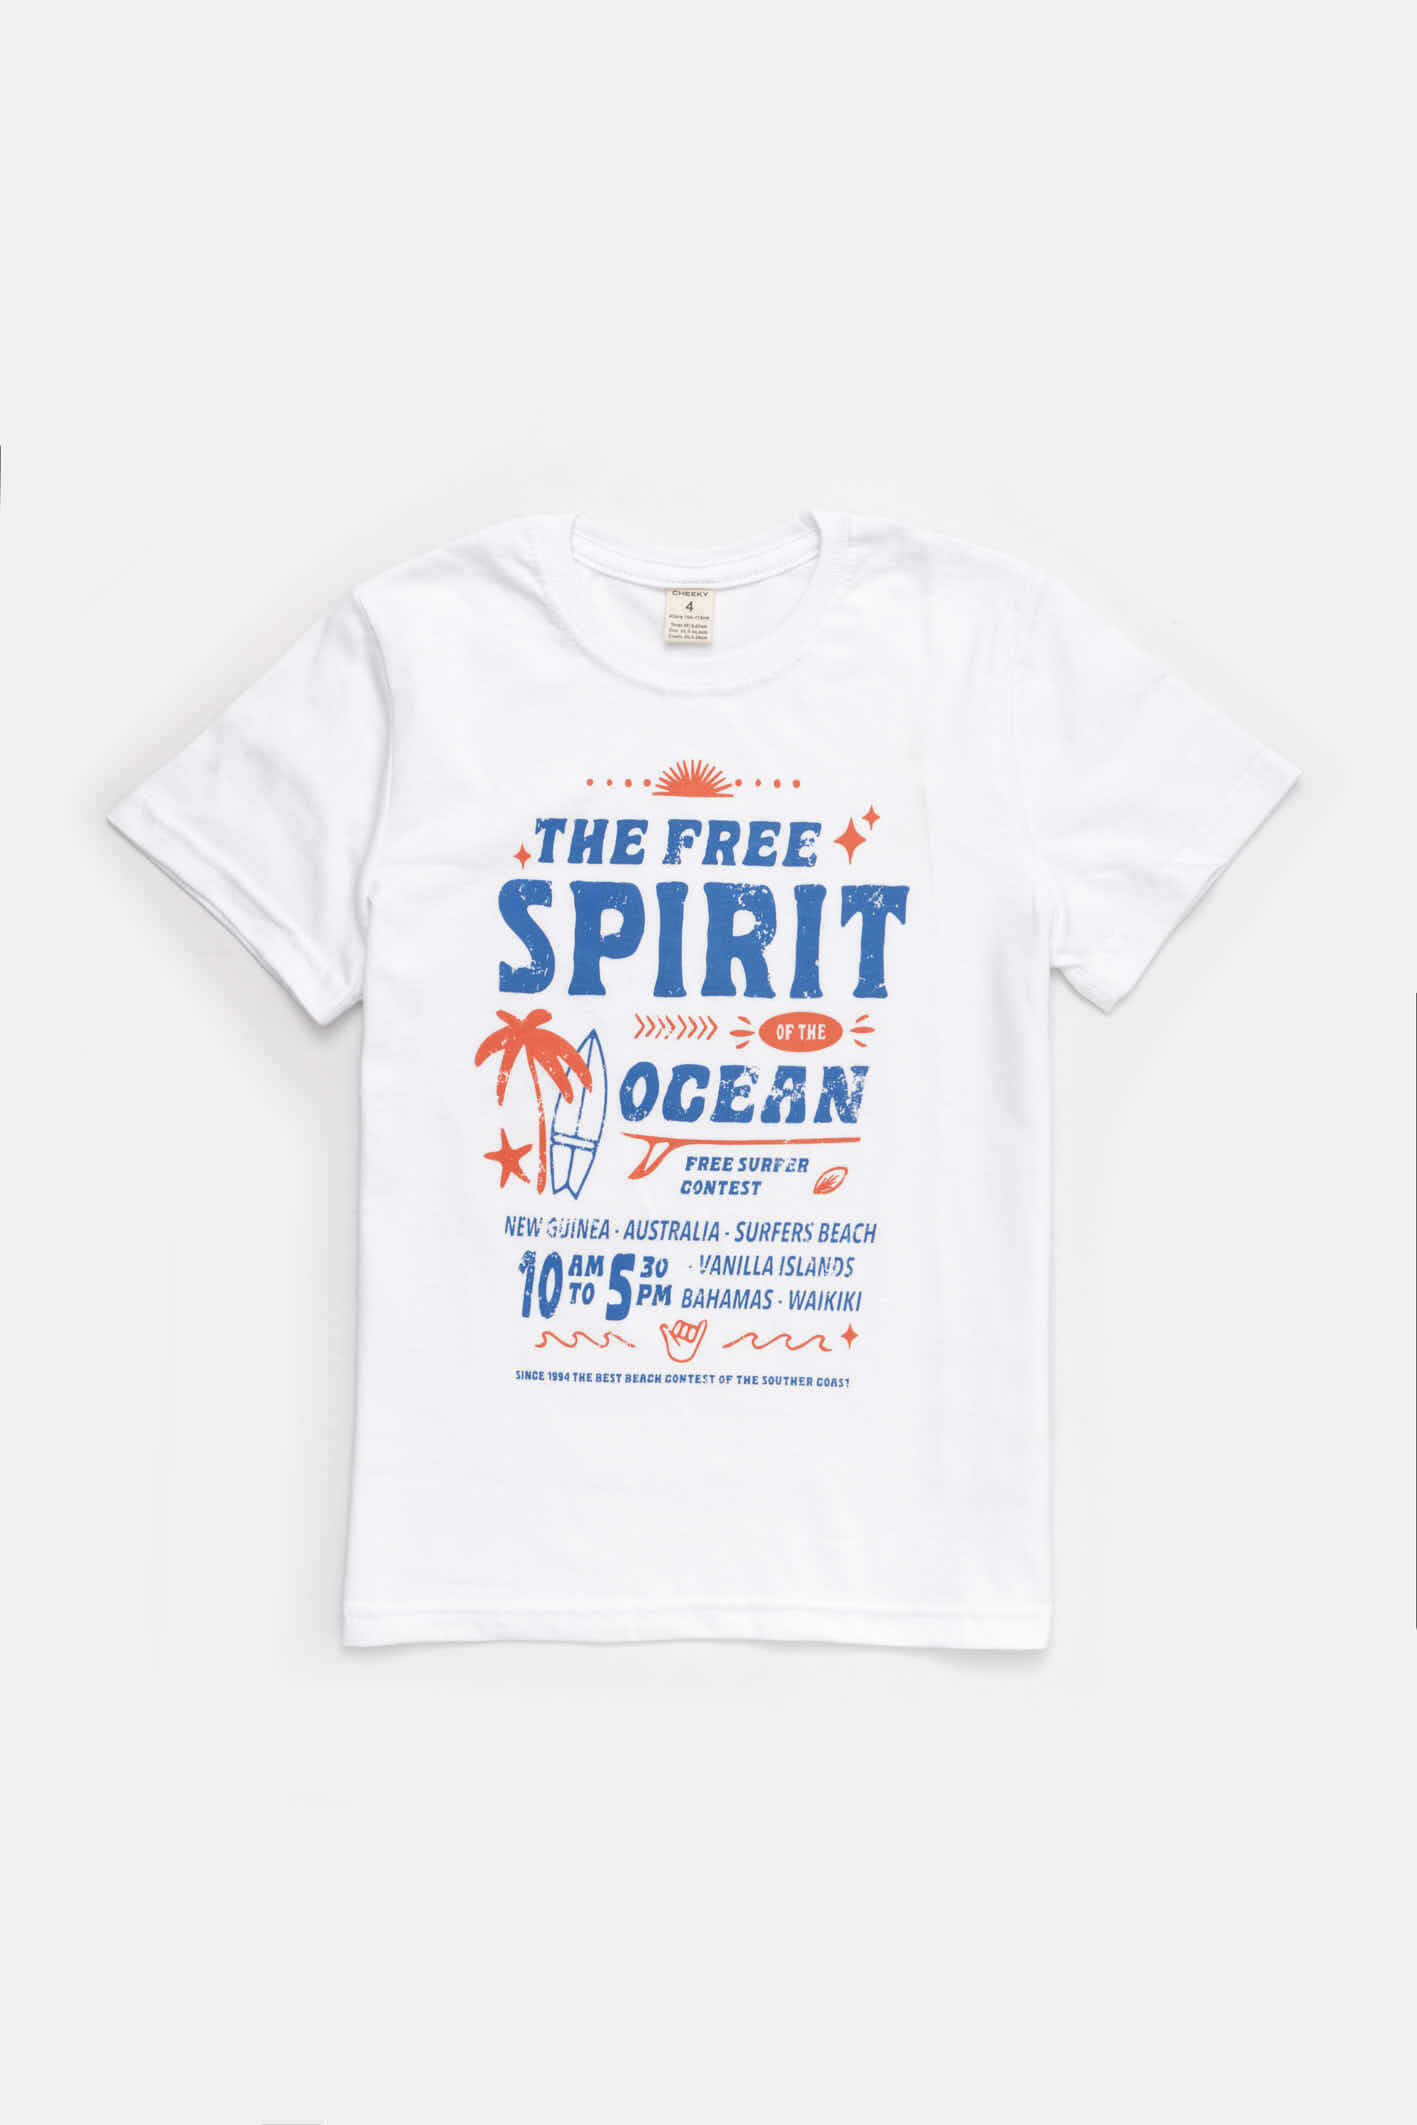 CHEEKY
4
THE FREE
SPIRIT
OF THE
OCEAN
FREE SURFER
CONTEST
NEW GUINEA - AUSTRALIA - SURFERS BEACH
10 AM TO 5 30 PM
- VANILLA ISLANDS
BAHAMAS - WAIKIKI
SINCE 1994 THE BEST BEACH CONTEST OF THE SOUTHER COAST